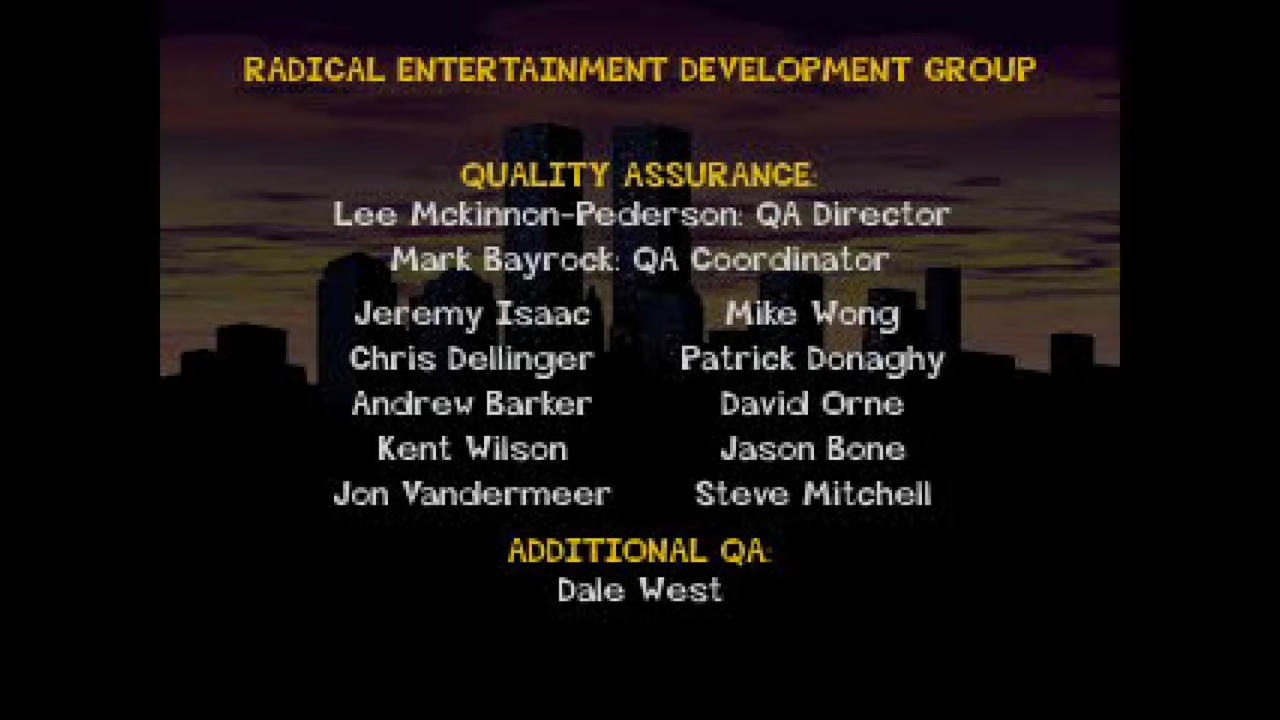 RADICAL ENTERTAINMENT DEVELOPMENT GROUP
QUALITY ASSURANCE:
Lee Mckinnon-Pederson: QA Director
Mark Bayrock: QA Coordinator
Jeremy Isaac Mike Wong
Chris Dellinger Patrick Donaghy
Andrew Barker David Orne
Kent Wilson Jason Bone
Jon Vandermeer Steve Mitchell
ADDITIONAL QA:
Dale West